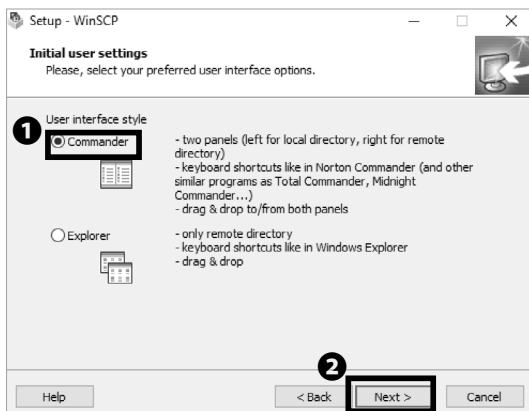 Setup - WinSCP
Initial user settings
Please, select your preferred user interface options.
User interface style
1
Commander
- two panels (left for local directory, right for remote
directory)
- keyboard shortcuts like in Norton Commander (and other
similar programs as Total Commander, Midnight
Commander...)
- drag & drop to/from both panels
Explorer
- only remote directory
- keyboard shortcuts like in Windows Explorer
- drag & drop
2
Help
< Back
Next >
Cancel